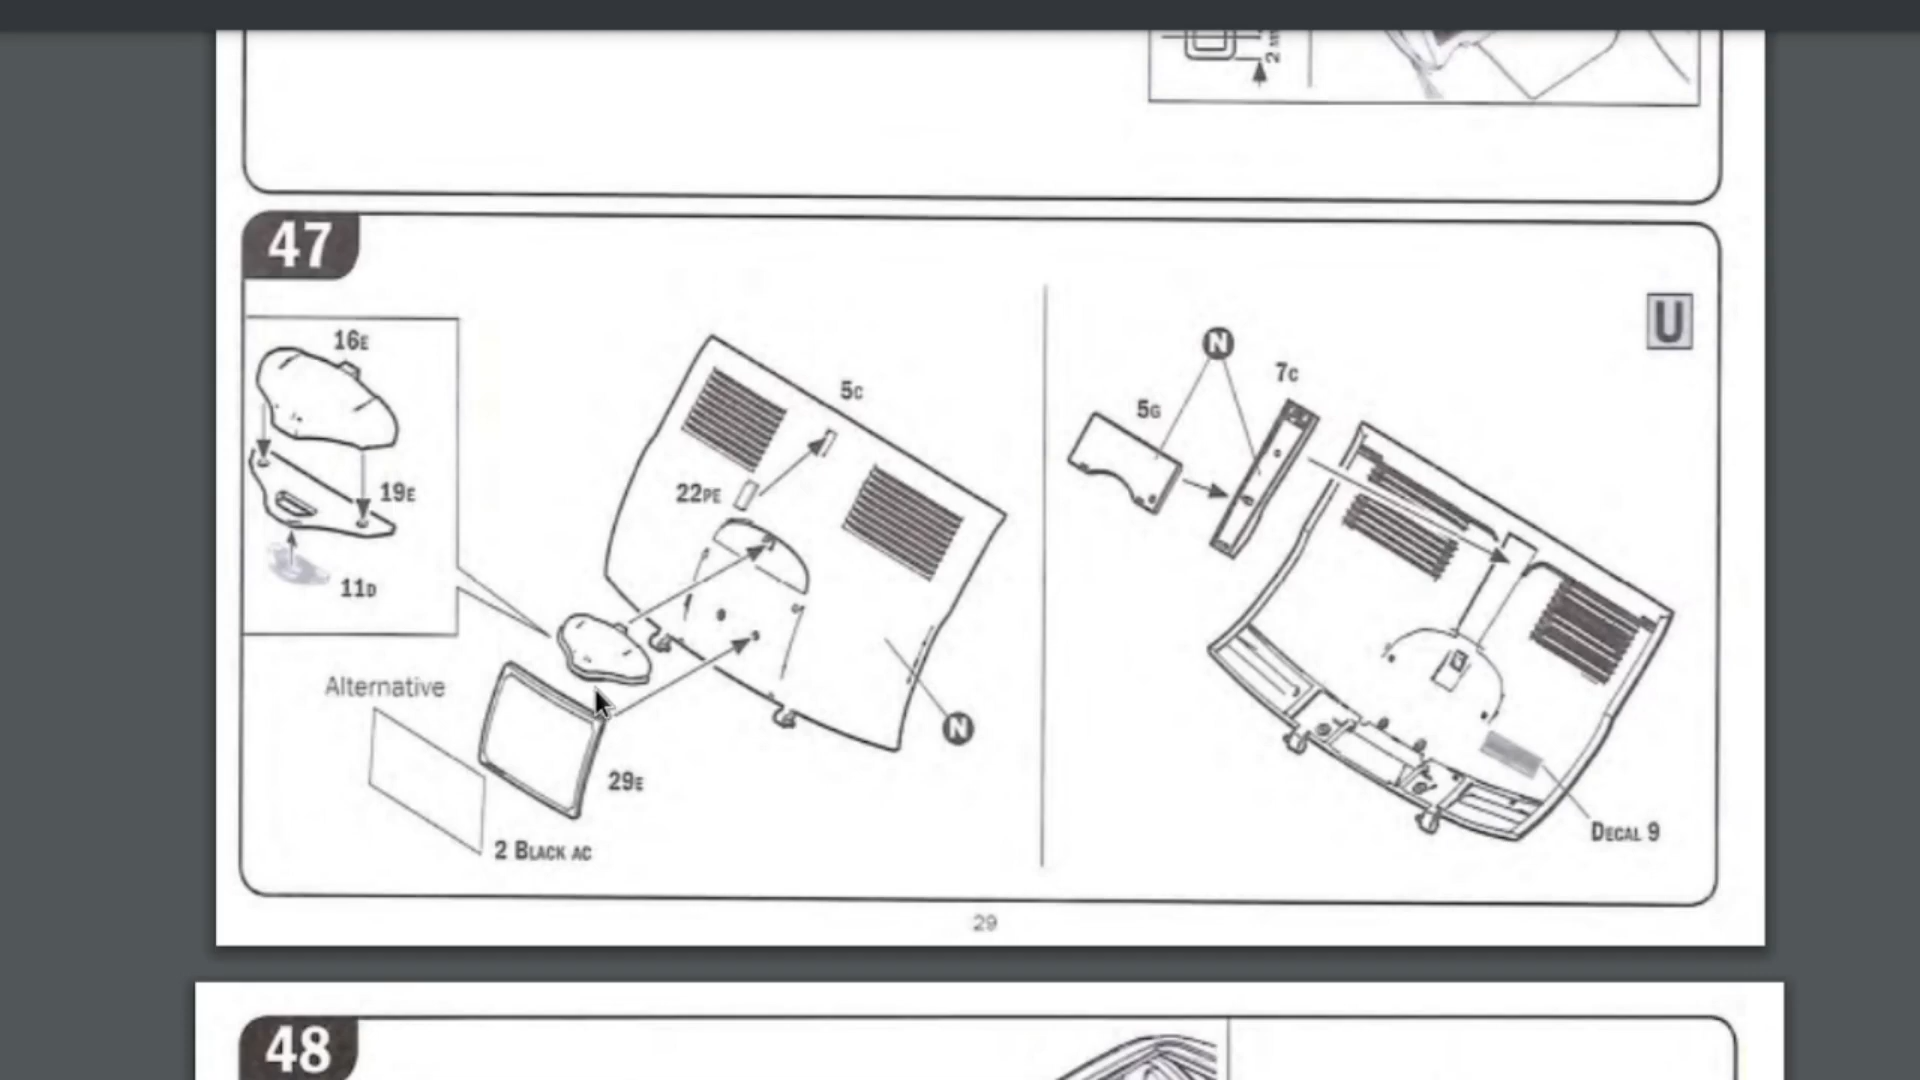 2 M
47
U
16E
19E
11D
5C
22PE
N
Alternative
29E
2 BLACK AC
N
7C
5G
DECAL 9
29
48